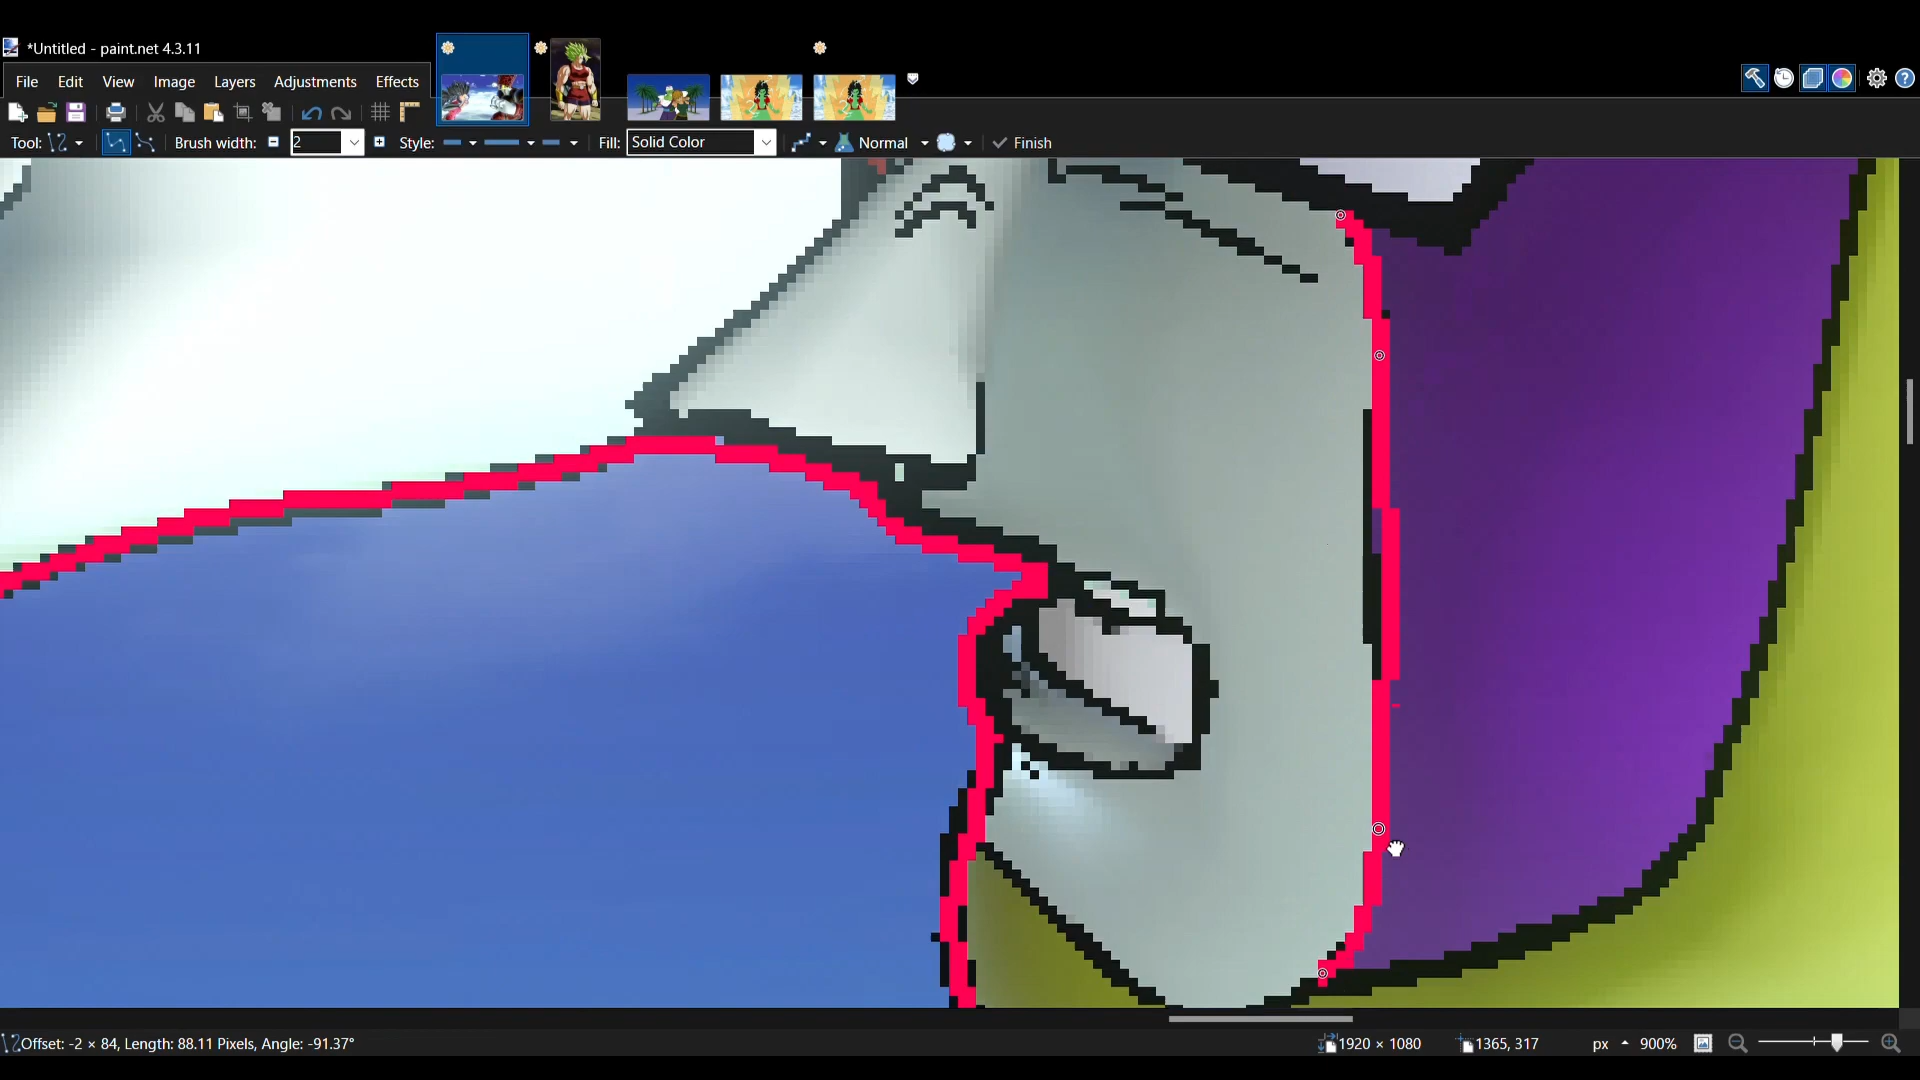 *Untitled - paint.net 4.3.11
File Edit View Image Layers Adjustments Effects
Tool: Brush width: 2 Style: Fill: Solid Color Normal Finish
Offset: -2 × 84, Length: 88.11 Pixels, Angle: -91.37° 1920 × 1080 1365, 317 px 900%